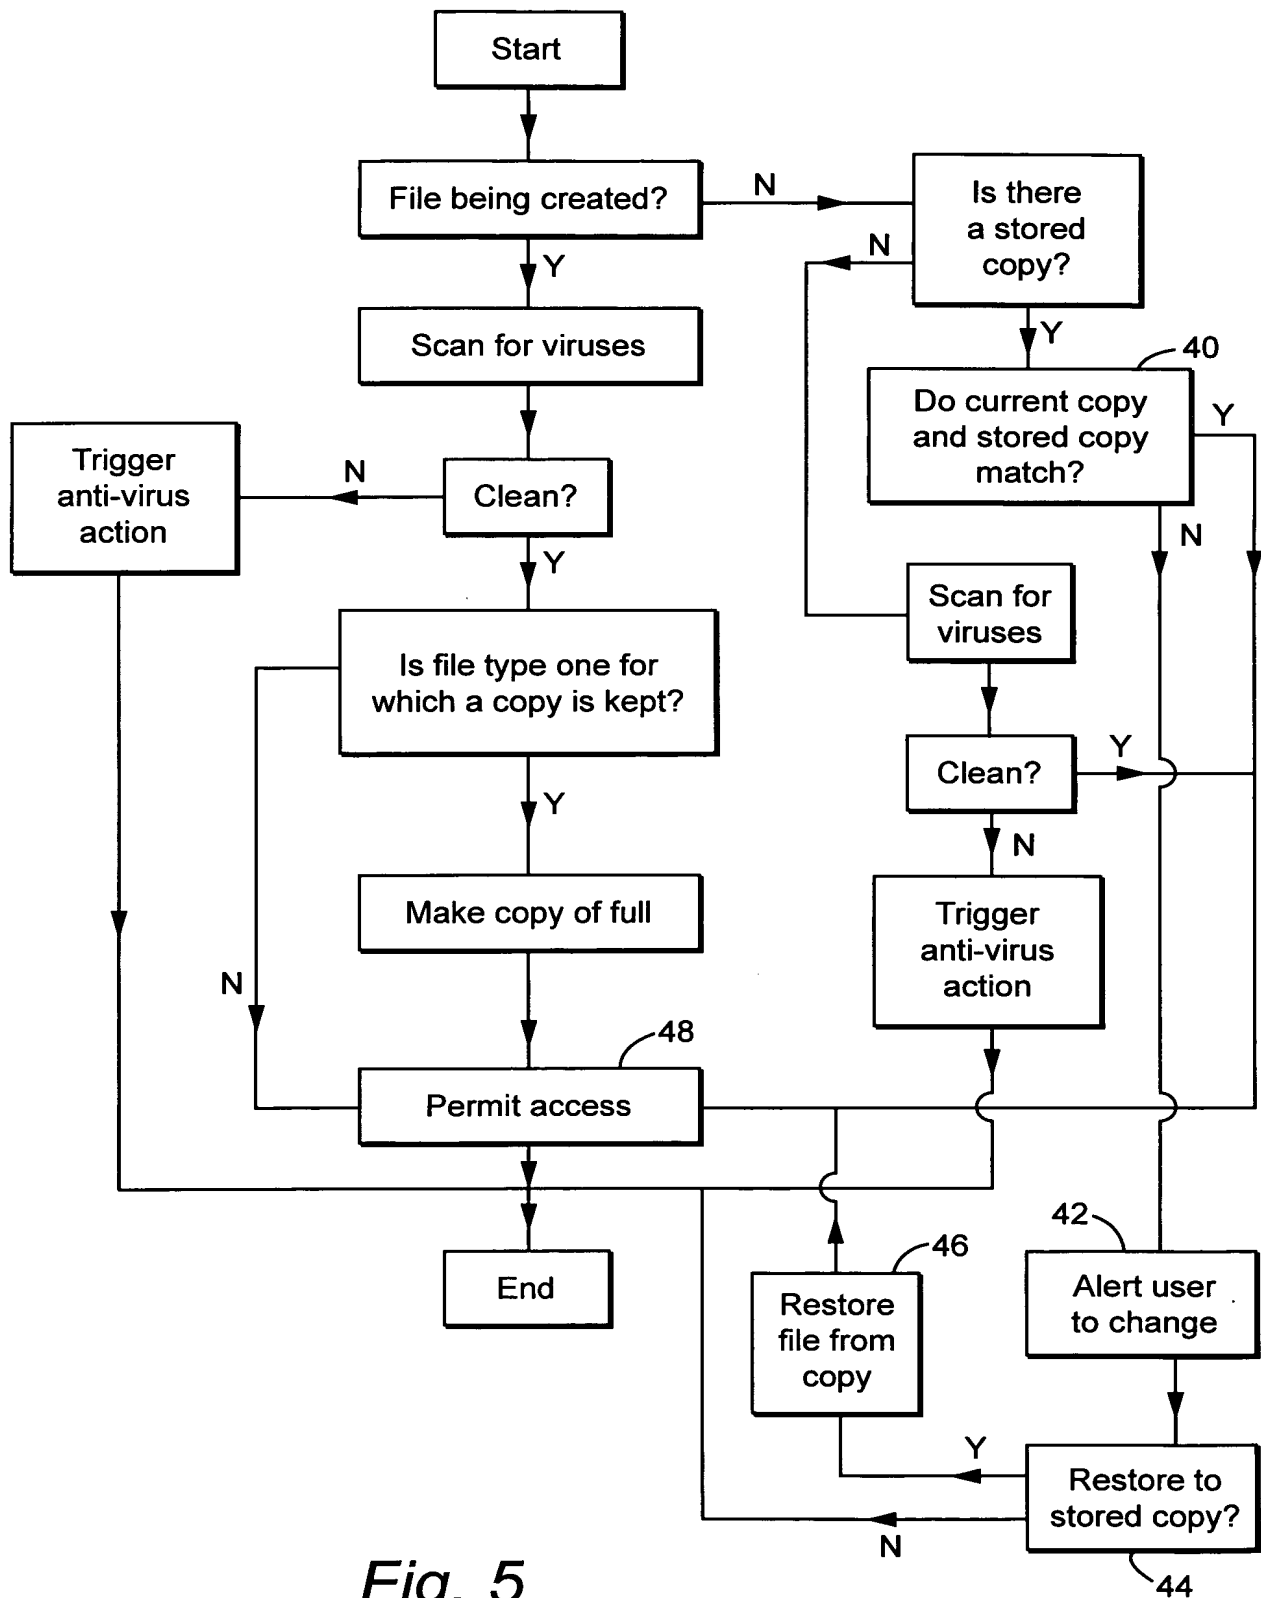 Start
File being created?
N
Is there
a stored
copy?
N
Y
Y
Scan for viruses
40
Do current copy
and stored copy
match?
Y
Trigger
anti-virus
action
N
Clean?
N
Y
Scan for
viruses
Is file type one for
which a copy is kept?
Y
Clean?
Y
N
Make copy of full
Trigger
anti-virus
action
N
48
Permit access
42
46
End
Restore
file from
copy
Alert user
to change
Y
Restore to
stored copy?
N
44
Fig. 5